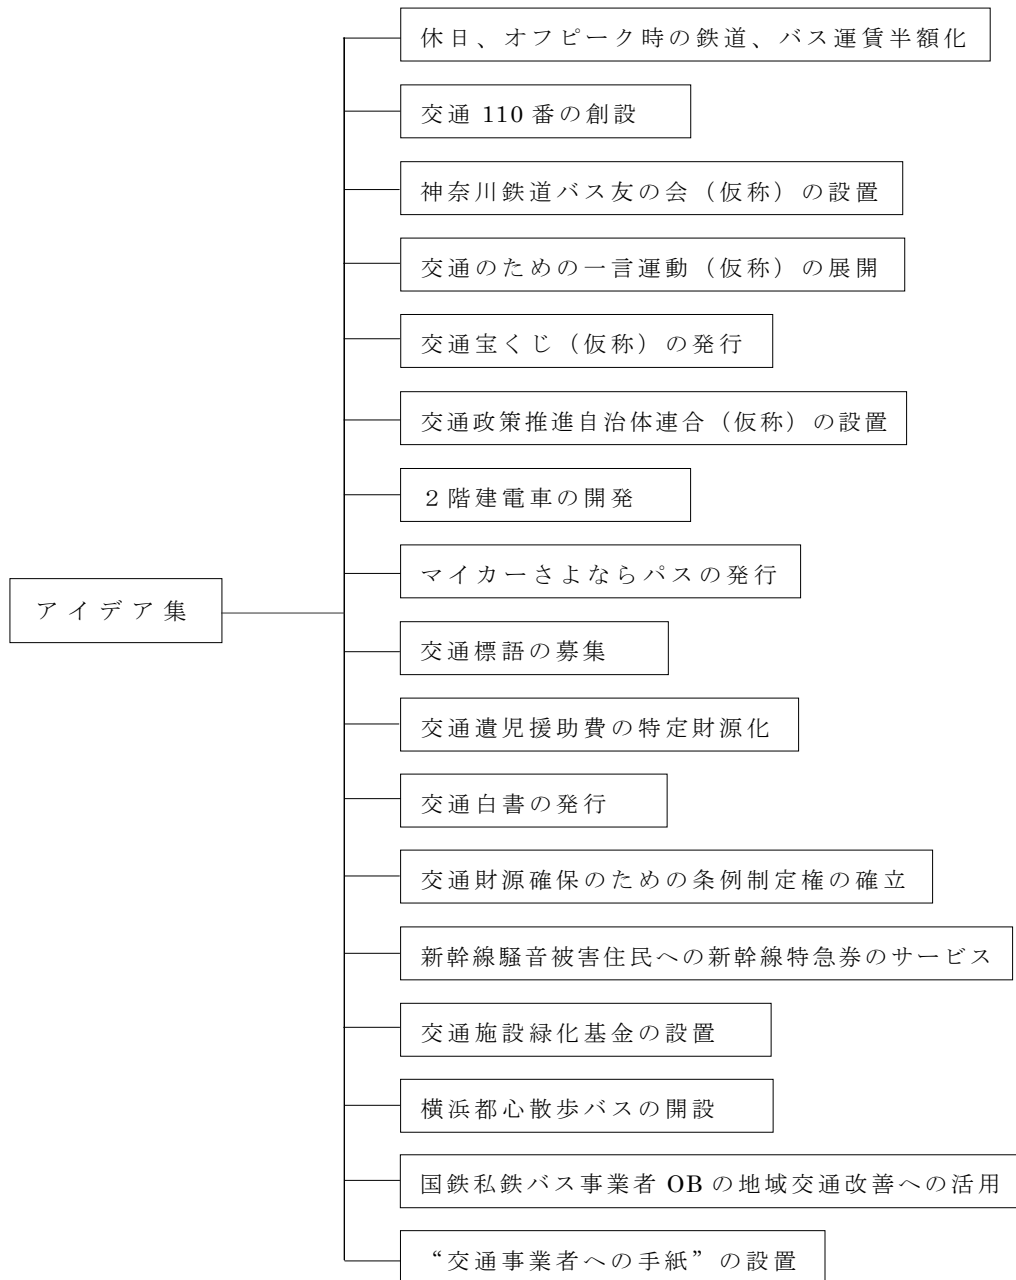 休日、オフピーク時の鉄道、バス運賃半額化
交通 110 番の創設
神奈川鉄道バス友の会（仮称）の設置
交通のための一言運動（仮称）の展開
交通宝くじ（仮称）の発行
交通政策推進自治体連合（仮称）の設置
２階建電車の開発
マイカーさよならパスの発行
アイデア集
交通標語の募集
交通遺児援助費の特定財源化
交通白書の発行
交通財源確保のための条例制定権の確立
新幹線騒音被害住民への新幹線特急券のサービス
交通施設緑化基金の設置
横浜都心散歩バスの開設
国鉄私鉄バス事業者 OB の地域交通改善への活用
“交通事業者への手紙”の設置